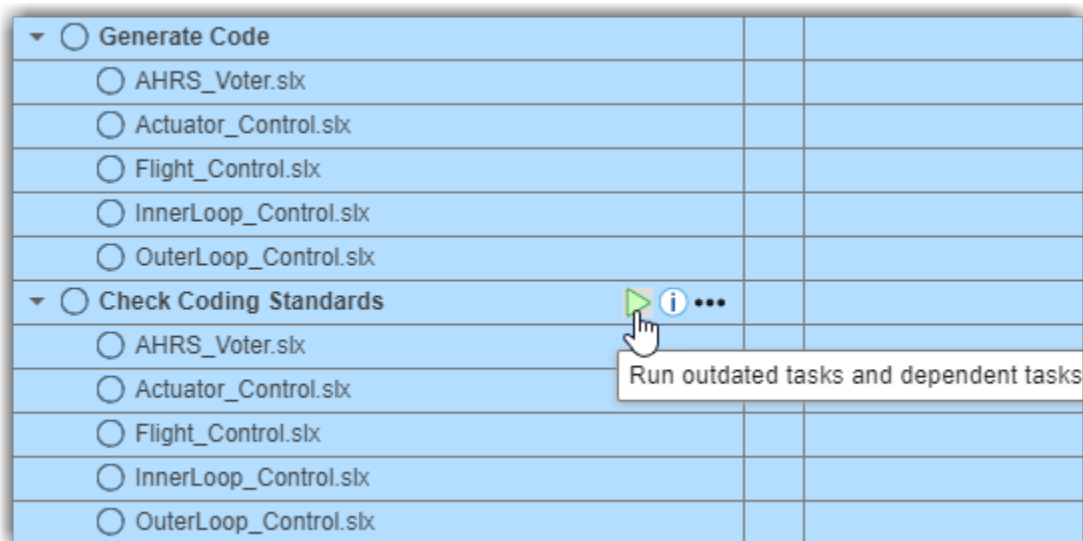 Generate Code
AHRS_Voter.slx
Actuator_Control.slx
Flight_Control.slx
InnerLoop_Control.slx
OuterLoop_Control.slx
Check Coding Standards
AHRS_Voter.slx
Run outdated tasks and dependent tasks
Actuator_Control.slx
Flight_Control.slx
InnerLoop_Control.slx
OuterLoop_Control.slx